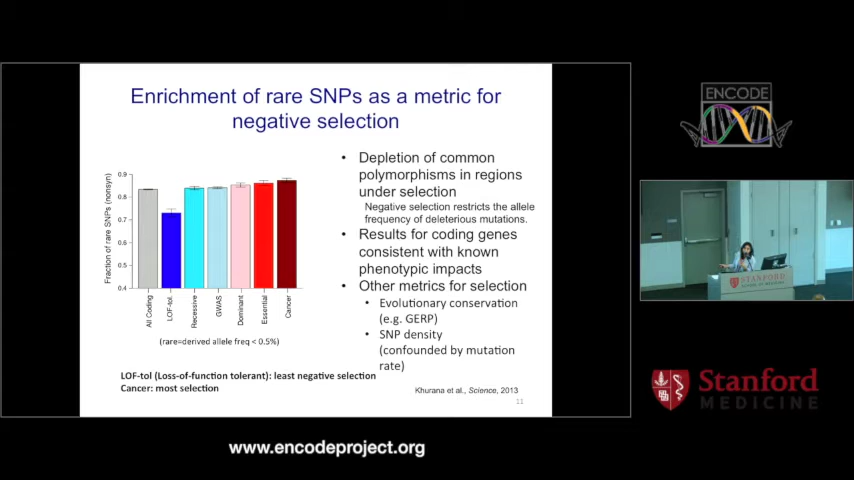 Enrichment of rare SNPs as a metric for
negative selection
Fraction of rare SNPs (nonsyn)
0.9
0.8
0.7
0.6
0.5
0.4
All Coding
LOF-tol.
Recessive
GWAS
Dominant
Essential
Cancer
(rare=derived allele freq < 0.5%)
LOF-tol (Loss-of-function tolerant): least negative selection
Cancer: most selection
• Depletion of common
polymorphisms in regions
under selection
Negative selection restricts the allele
frequency of deleterious mutations.
• Results for coding genes
consistent with known
phenotypic impacts
• Other metrics for selection
• Evolutionary conservation
(e.g. GERP)
• SNP density
(confounded by mutation
rate)
Khurana et al., Science, 2013
11
ENCODE
STANFORD
SCHOOL OF MEDICINE
Stanford
MEDICINE
www.encodeproject.org